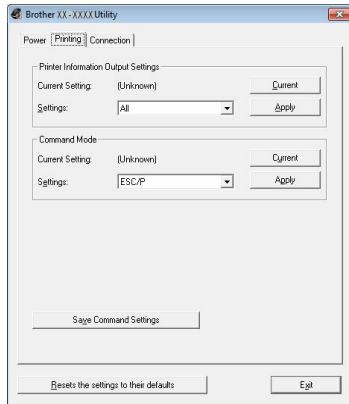 Brother XX-XXXX Utility
Power Printing Connection
Printer Information Output Settings
Current Setting: (Unknown) Current
Settings: All Apply
Command Mode
Current Setting: (Unknown) Current
Settings: ESC/P Apply
Save Command Settings
Resets the settings to their defaults Exit